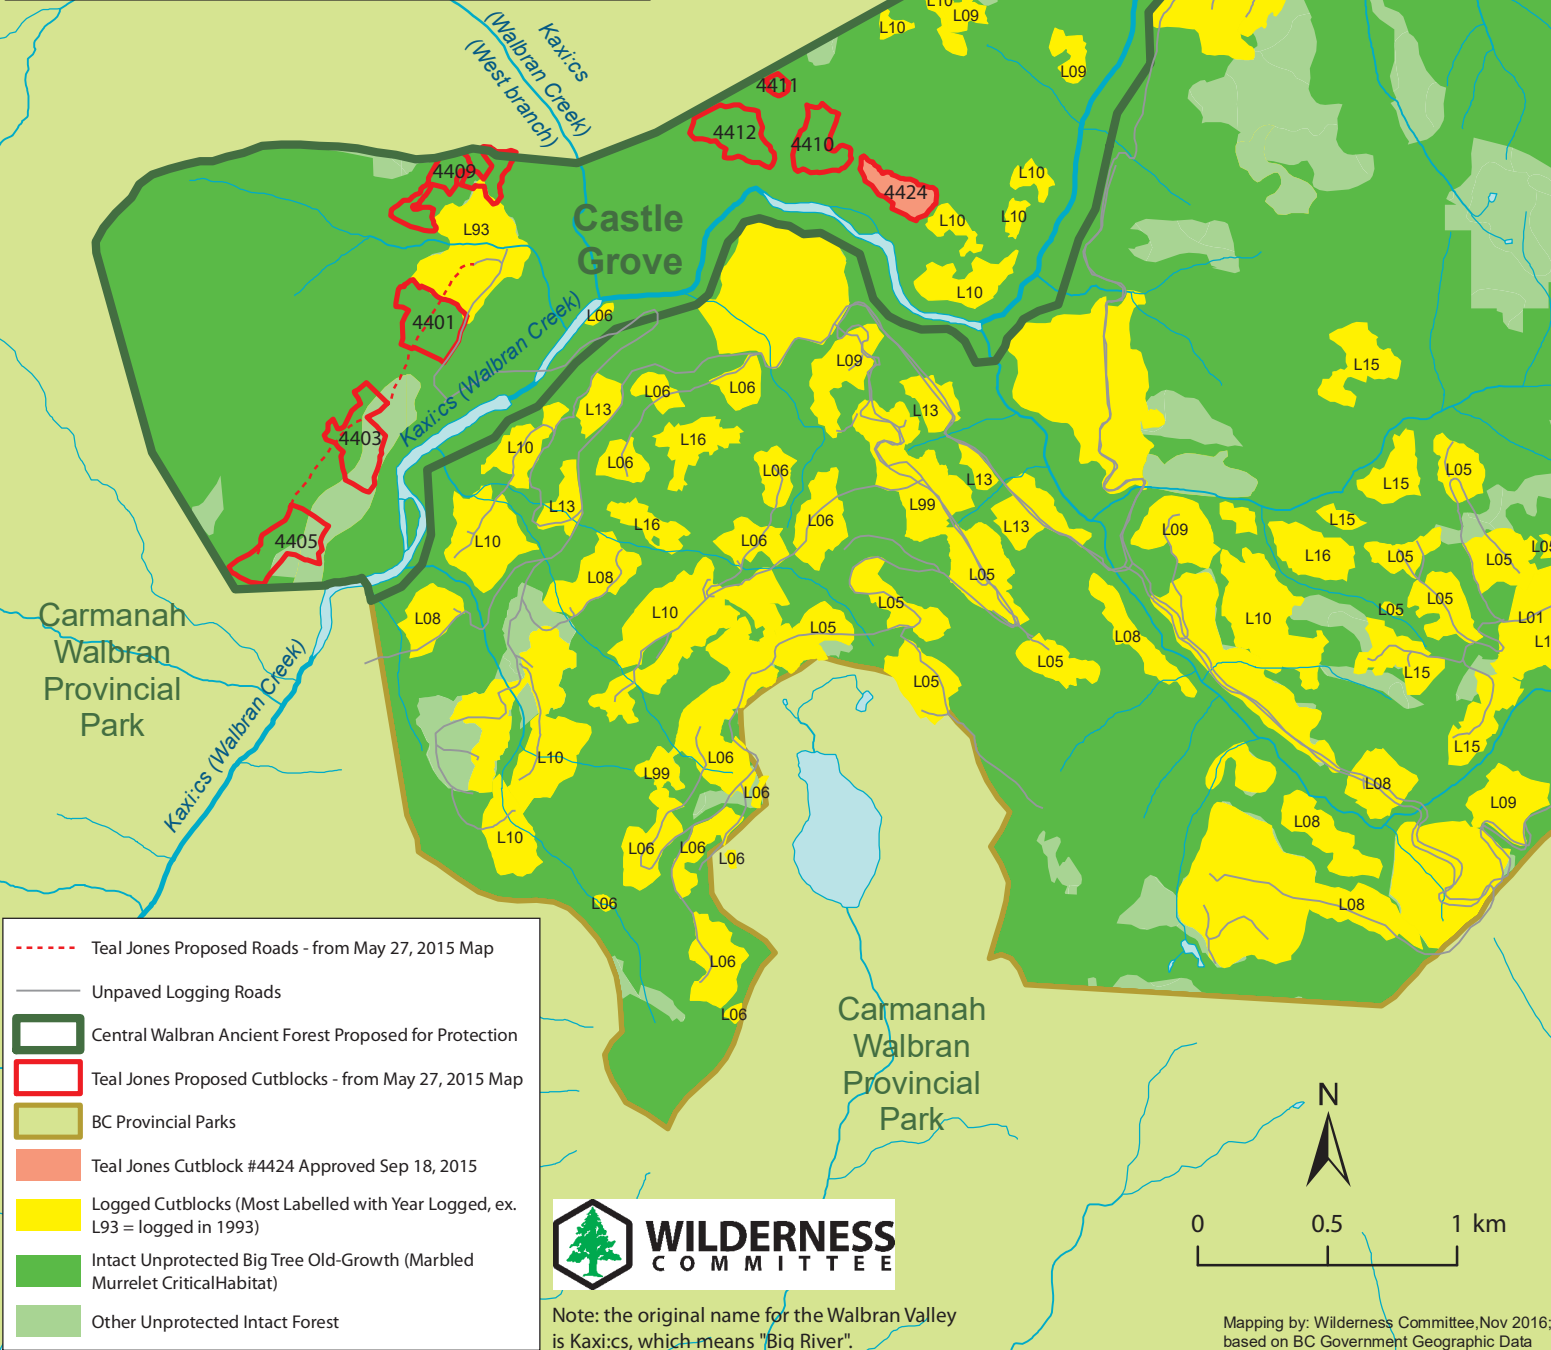 L10
L09
L10
L09
Kaxi:cs
(Walbran Creek)
(West branch)
4411
4412
4410
4424
4409
L10
L10
L10
L10
L93
Castle
Grove
4401
L06
Kaxi:cs (Walbran Creek)
4403
4405
L09
L15
L13
L06
L06
L13
L10
L16
L06
L06
L13
L15
L05
L13
L16
L06
L99
L13
L09
L15
L10
L06
L16
L05
L05
L05
L08
L05
L05
L05
L05
L08
L10
L05
L10
L01
L08
L1
L05
L05
L15
Carmanah
Walbran
Provincial
Park
Kaxi:cs (Walbran Creek)
L10
L99
L06
L06
L15
L08
L09
L10
L06
L06
L06
L08
L06
L08
L06
L06
Carmanah
Walbran
Provincial
Park
Teal Jones Proposed Roads - from May 27, 2015 Map
Unpaved Logging Roads
Central Walbran Ancient Forest Proposed for Protection
Teal Jones Proposed Cutblocks - from May 27, 2015 Map
BC Provincial Parks
Teal Jones Cutblock #4424 Approved Sep 18, 2015
Logged Cutblocks (Most Labelled with Year Logged, ex.
L93 = logged in 1993)
Intact Unprotected Big Tree Old-Growth (Marbled
Murrelet CriticalHabitat)
Other Unprotected Intact Forest
WILDERNESS
COMMITTEE
Note: the original name for the Walbran Valley
is Kaxi:cs, which means "Big River".
N
0 0.5 1 km
Mapping by: Wilderness Committee,Nov 2016;
based on BC Government Geographic Data